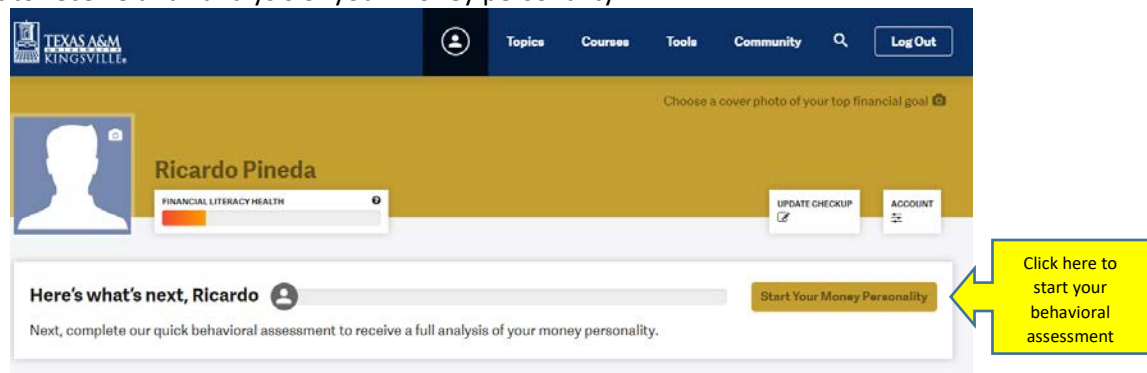 TEXAS A&M
KINGSVILLE.
Topics Courses Tools Community Log Out
Choose a cover photo of your top financial goal
Ricardo Pineda
FINANCIAL LITERACY HEALTH
UPDATE CHECKUP
ACCOUNT
Here's what's next, Ricardo
Start Your Money Personality
Next, complete our quick behavioral assessment to receive a full analysis of your money personality.
Click here to
start your
behavioral
assessment